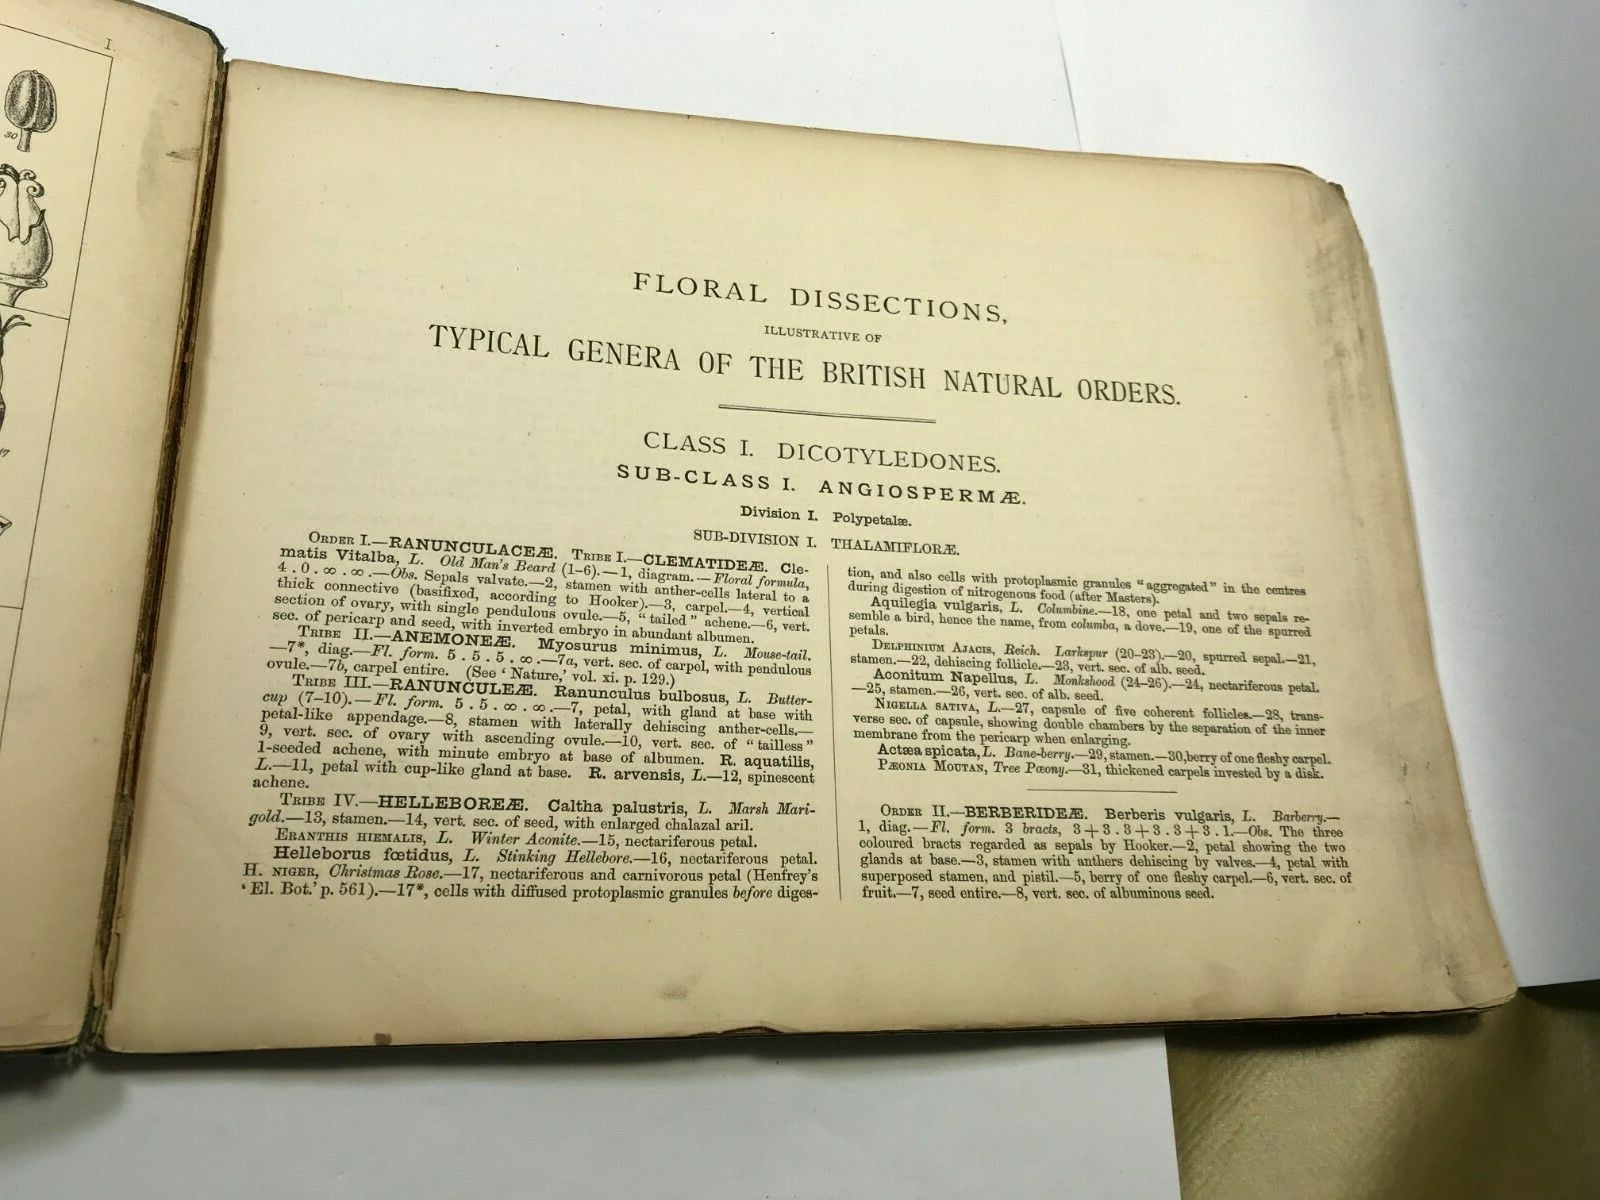 I.
30
17
FLORAL DISSECTIONS,
ILLUSTRATIVE OF
TYPICAL GENERA OF THE BRITISH NATURAL ORDERS.
CLASS I. DICOTYLEDONES.
SUB-CLASS I. ANGIOSPERMÆ.
Division I. Polypetalæ.
SUB-DIVISION I. THALAMIFLORÆ.
ORDER I.—RANUNCULACEÆ. TRIBE I.—CLEMATIDEÆ. Cle-
matis Vitalba, L. Old Man's Beard (1–6).—1, diagram.—Floral formula,
4 . 0 . ∞ . ∞.—Obs. Sepals valvate.—2, stamen with anther-cells lateral to a
thick connective (basifixed, according to Hooker).—3, carpel.—4, vertical
section of ovary, with single pendulous ovule.—5, "tailed" achene.—6, vert.
sec. of pericarp and seed, with inverted embryo in abundant albumen.
TRIBE II.—ANEMONEÆ. Myosurus minimus, L. Mouse-tail.
—7*, diag.—Fl. form. 5 . 5 . 5 . ∞.—7a, vert. sec. of carpel, with pendulous
ovule.—7b, carpel entire. (See 'Nature,' vol. xi. p. 129.)
TRIBE III.—RANUNCULEÆ. Ranunculus bulbosus, L. Butter-
cup (7–10).—Fl. form. 5 . 5 . ∞ . ∞.—7, petal, with gland at base with
petal-like appendage.—8, stamen with laterally dehiscing anther-cells.—
9, vert. sec. of ovary with ascending ovule.—10, vert. sec. of "tailless"
1-seeded achene, with minute embryo at base of albumen. R. aquatilis,
L.—11, petal with cup-like gland at base. R. arvensis, L.—12, spinescent
achene.
TRIBE IV.—HELLEBOREÆ. Caltha palustris, L. Marsh Mari-
gold.—13, stamen.—14, vert. sec. of seed, with enlarged chalazal aril.
ERANTHIS HIEMALIS, L. Winter Aconite.—15, nectariferous petal.
Helleborus fœtidus, L. Stinking Hellebore.—16, nectariferous petal.
H. NIGER, Christmas Rose.—17, nectariferous and carnivorous petal (Henfrey's
'El. Bot.' p. 561).—17*, cells with diffused protoplasmic granules before diges-
tion, and also cells with protoplasmic granules "aggregated" in the centres
during digestion of nitrogenous food (after Masters).
Aquilegia vulgaris, L. Columbine.—18, one petal and two sepals re-
semble a bird, hence the name, from columba, a dove.—19, one of the spurred
petals.
DELPHINIUM AJACIS, Reich. Larkspur (20–23).—20, spurred sepal.—21,
stamen.—22, dehiscing follicle.—23, vert. sec. of alb. seed.
Aconitum Napellus, L. Monkshood (24–26).—24, nectariferous petal.
—25, stamen.—26, vert. sec. of alb. seed.
NIGELLA SATIVA, L.—27, capsule of five coherent follicles.—28, trans-
verse sec. of capsule, showing double chambers by the separation of the inner
membrane from the pericarp when enlarging.
Actæa spicata, L. Bane-berry.—29, stamen.—30, berry of one fleshy carpel.
PÆONIA MOUTAN, Tree Pæony.—31, thickened carpels invested by a disk.
ORDER II.—BERBERIDEÆ. Berberis vulgaris, L. Barberry.—
1, diag.—Fl. form. 3 bracts, 3 + 3 . 3 + 3 . 3 + 3 . 1.—Obs. The three
coloured bracts regarded as sepals by Hooker.—2, petal showing the two
glands at base.—3, stamen with anthers dehiscing by valves.—4, petal with
superposed stamen, and pistil.—5, berry of one fleshy carpel.—6, vert. sec. of
fruit.—7, seed entire.—8, vert. sec. of albuminous seed.